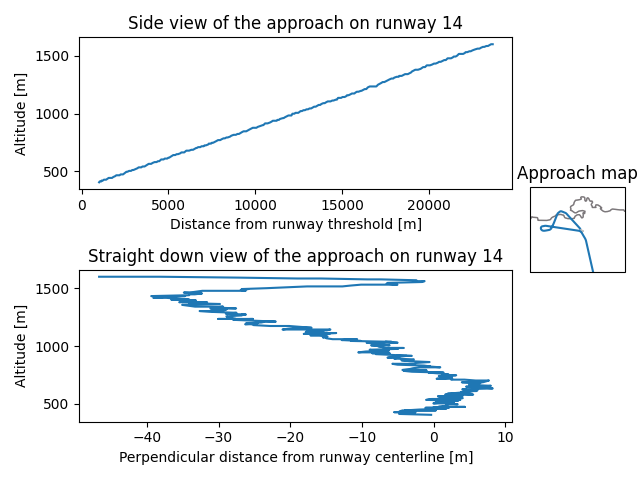 Side view of the approach on runway 14
1500
1000
500
Altitude [m]
0 5000 10000 15000 20000
Distance from runway threshold [m]
Approach map
Straight down view of the approach on runway 14
1500
1000
500
Altitude [m]
−40 −30 −20 −10 0 10
Perpendicular distance from runway centerline [m]